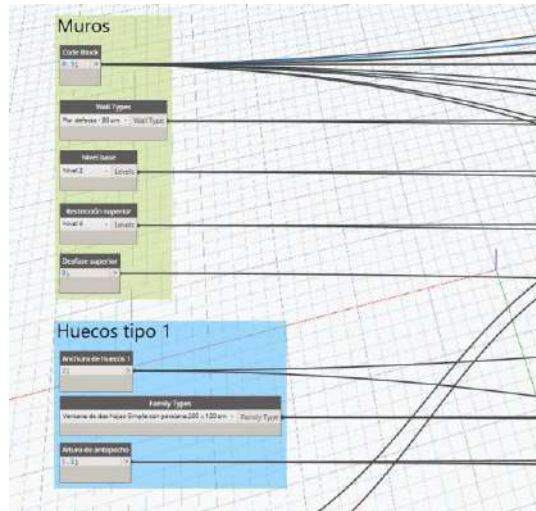 Muros
Code Block
>
Wall Types
Por defecto - 30 cm Wall Type
Nivel base
Nivel 2 Levels
Restricción superior
Nivel 4 Levels
Desfase superior
0; >
Huecos tipo 1
Anchura de Huecos 1
2; >
Family Types
Ventana de dos hojas Simple con persiana 200 x 120 cm Family Type
Altura de antepecho
>